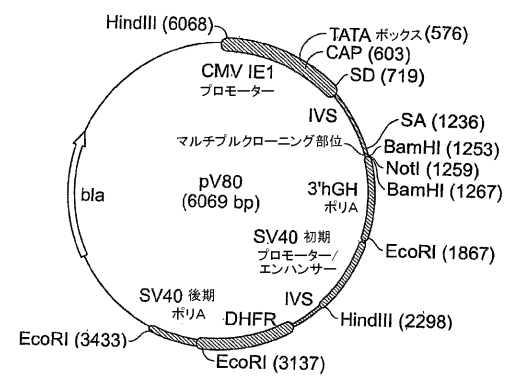 HindIII (6068)
TATA ボックス (576)
CAP (603)
SD (719)
CMV IE1
プロモーター
IVS
SA (1236)
マルチプルクローニング部位
BamHI (1253)
NotI (1259)
BamHI (1267)
bla
pV80
(6069 bp)
3'hGH
ポリA
SV40 初期
プロモーター/
エンハンサー
EcoRI (1867)
SV40 後期
ポリA
IVS
HindIII (2298)
DHFR
EcoRI (3433)
EcoRI (3137)